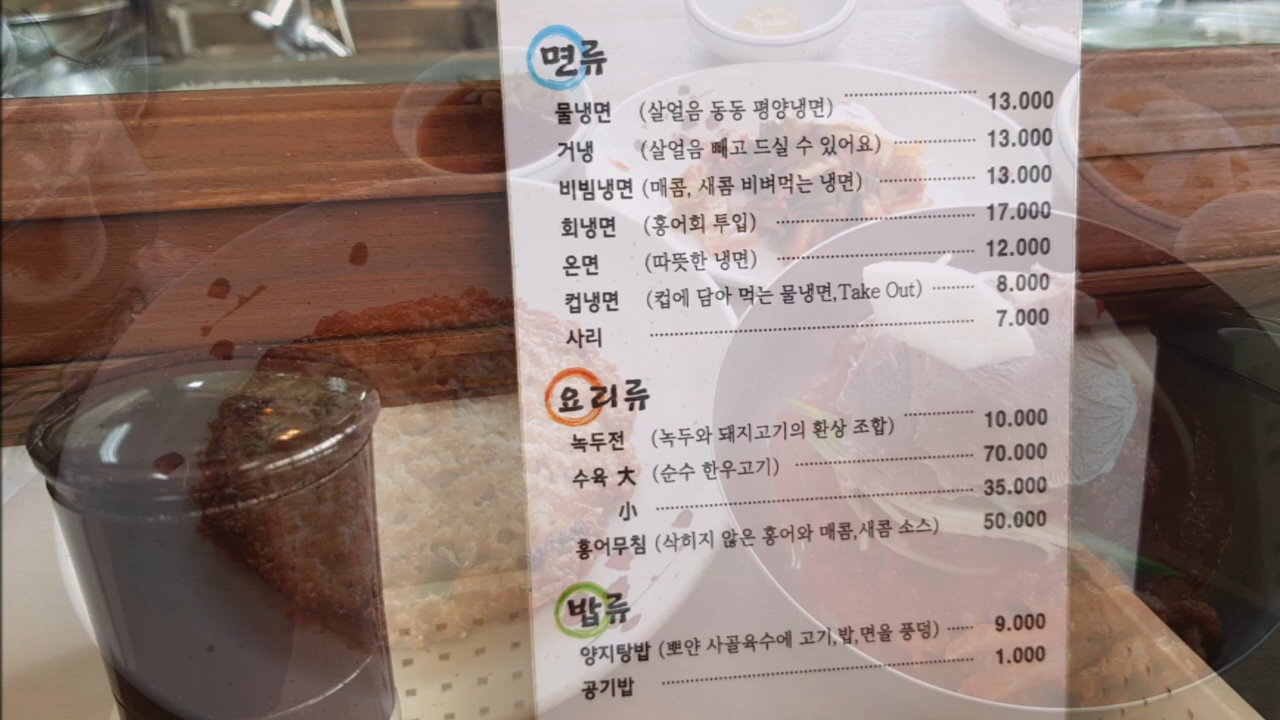 면류
물냉면 (살얼음 동동 평양냉면) 13.000
거냉 (살얼음 빼고 드실 수 있어요) 13.000
비빔냉면 (매콤, 새콤 비벼먹는 냉면) 13.000
회냉면 (홍어회 투입) 17.000
온면 (따뜻한 냉면) 12.000
컵냉면 (컵에 담아 먹는 물냉면,Take Out) 8.000
사리 7.000
요리류
녹두전 (녹두와 돼지고기의 환상 조합) 10.000
수육 大 (순수 한우고기) 70.000
小 35.000
홍어무침 (삭히지 않은 홍어와 매콤,새콤 소스) 50.000
밥류
양지탕밥 (뽀얀 사골육수에 고기,밥,면을 풍덩) 9.000
공기밥 1.000